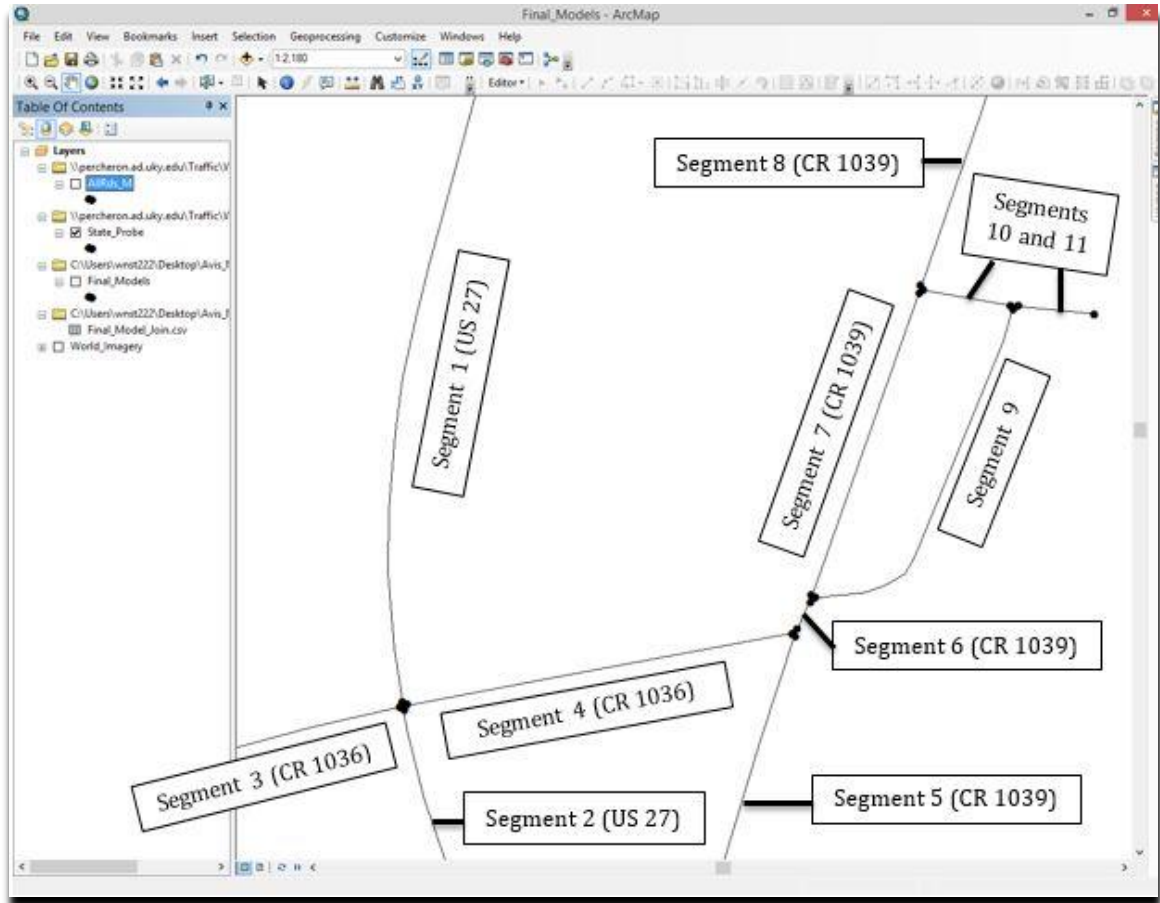 Final_Models - ArcMap
File Edit View Bookmarks Insert Selection Geoprocessing Customize Windows Help
1:2,180
Editor
Table Of Contents
Layers
\\percheron.ad.uky.edu\Traffic\
AllRds_M
\\percheron.ad.uky.edu\Traffic\
State_Probe
C:\Users\wnst222\Desktop\Avis_
Final_Models
C:\Users\wnst222\Desktop\Avis_
Final_Model_Join.csv
World_Imagery
Segment 8 (CR 1039)
Segments
10 and 11
Segment 1 (US 27)
Segment 7 (CR 1039)
Segment 9
Segment 6 (CR 1039)
Segment 4 (CR 1036)
Segment 3 (CR 1036)
Segment 2 (US 27)
Segment 5 (CR 1039)